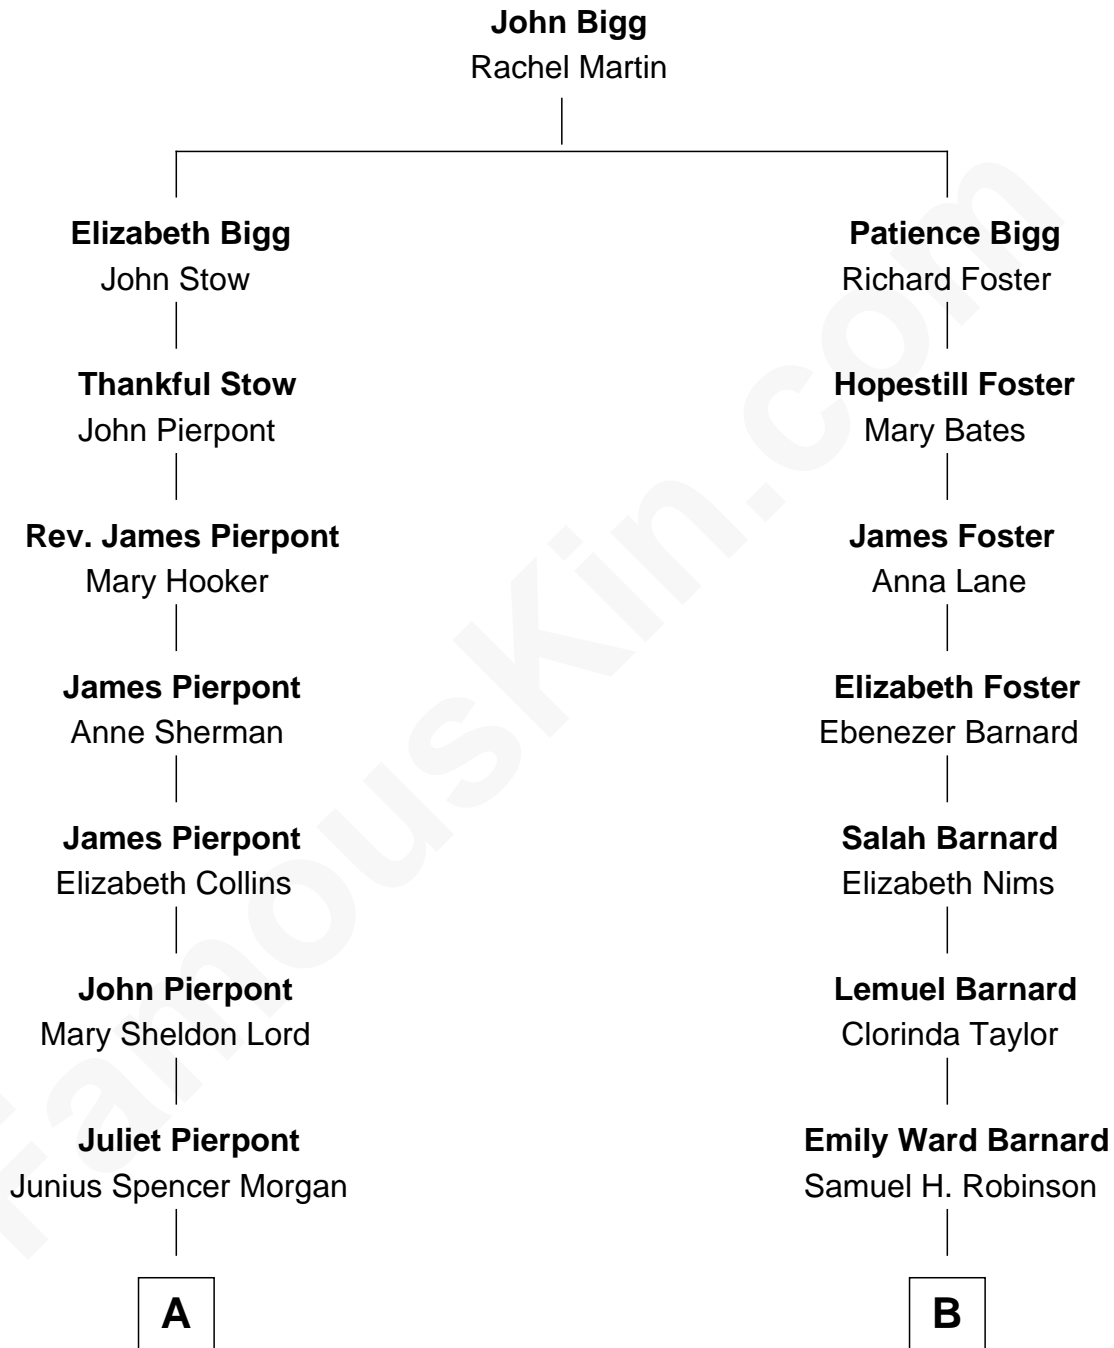 John Bigg
Rachel Martin
Elizabeth Bigg
John Stow
Patience Bigg
Richard Foster
Thankful Stow
John Pierpont
Hopestill Foster
Mary Bates
Rev. James Pierpont
Mary Hooker
James Foster
Anna Lane
James Pierpont
Anne Sherman
Elizabeth Foster
Ebenezer Barnard
James Pierpont
Elizabeth Collins
Salah Barnard
Elizabeth Nims
John Pierpont
Mary Sheldon Lord
Lemuel Barnard
Clorinda Taylor
Juliet Pierpont
Junius Spencer Morgan
Emily Ward Barnard
Samuel H. Robinson
A
B
FamousKin.com